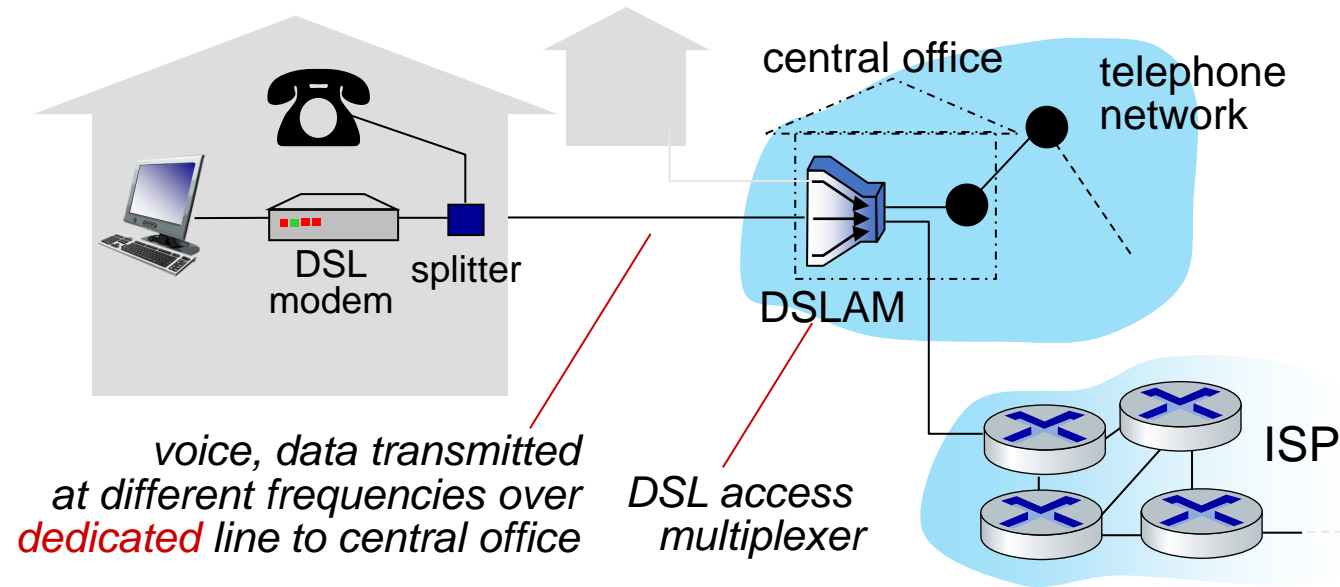 central office
telephone
network
DSL
modem
splitter
DSLAM
ISP
voice, data transmitted
at different frequencies over
dedicated line to central office
DSL access
multiplexer